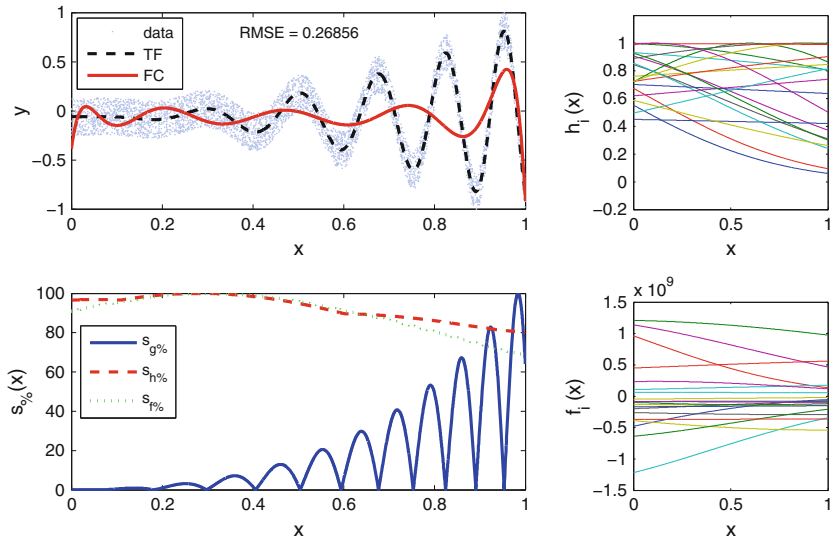 1
0.5
0
−0.5
−1
y
data
TF
FC
RMSE = 0.26856
0 0.2 0.4 0.6 0.8 1
x
1.2
1
0.8
0.6
0.4
0.2
0
−0.2
h_i (x)
0 0.5 1
x
100
80
60
40
20
0
s_%(x)
s_g%
s_h%
s_f%
0 0.2 0.4 0.6 0.8 1
x
x 10^9
1.5
1
0.5
0
−0.5
−1
−1.5
f_i (x)
0 0.5 1
x